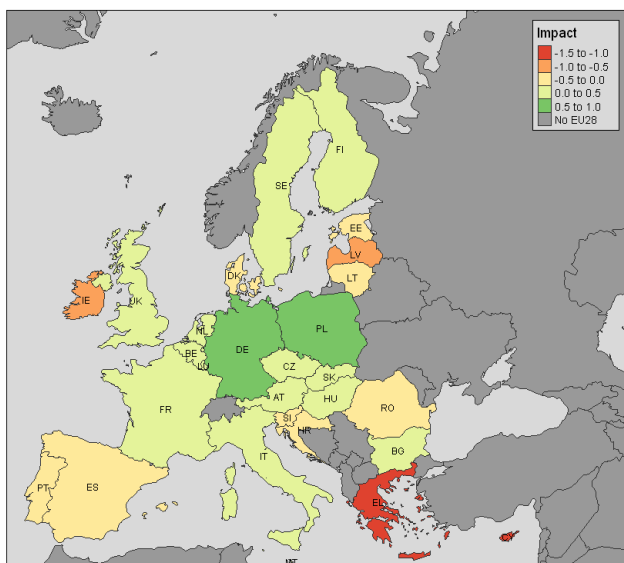 Impact
-1.5 to -1.0
-1.0 to -0.5
-0.5 to 0.0
0.0 to 0.5
0.5 to 1.0
No EU28
FI
SE
EE
LV
LT
DK
IE
UK
NL
DE
PL
BE
LU
CZ
SK
AT
HU
FR
SI
HR
RO
IT
BG
PT
ES
EL